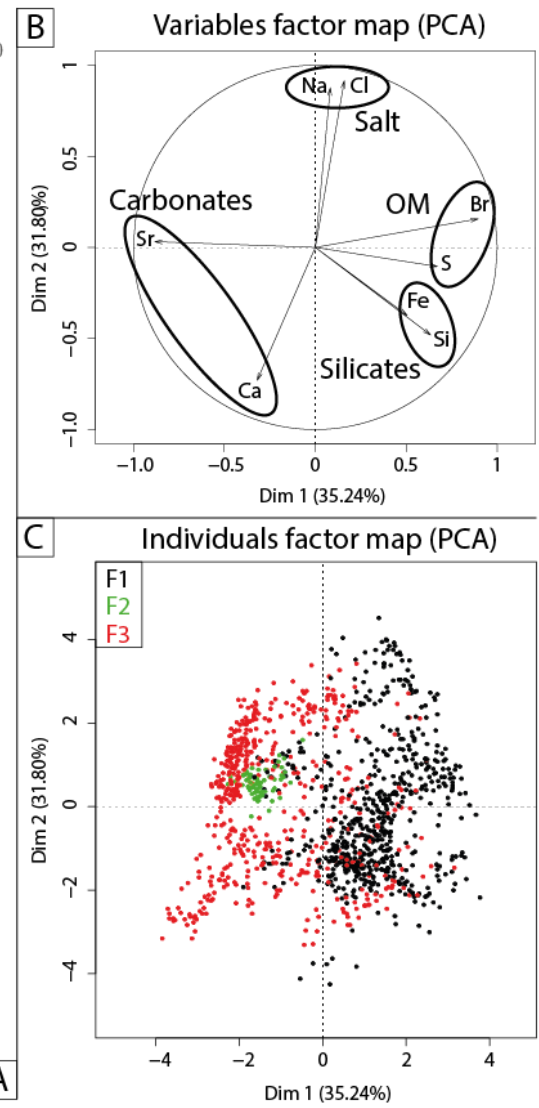 )
B
Variables factor map (PCA)
1
0.5
0
−0.5
−1.0
Dim 2 (31.80%)
Na Cl
Salt
Carbonates
OM
Br
Sr
S
Fe
Si
Silicates
Ca
−1.0 −0.5 0 0.5 1
Dim 1 (35.24%)
C
Individuals factor map (PCA)
F1
F2
F3
4
2
0
−2
−4
Dim 2 (31.80%)
−4 −2 0 2 4
Dim 1 (35.24%)
A